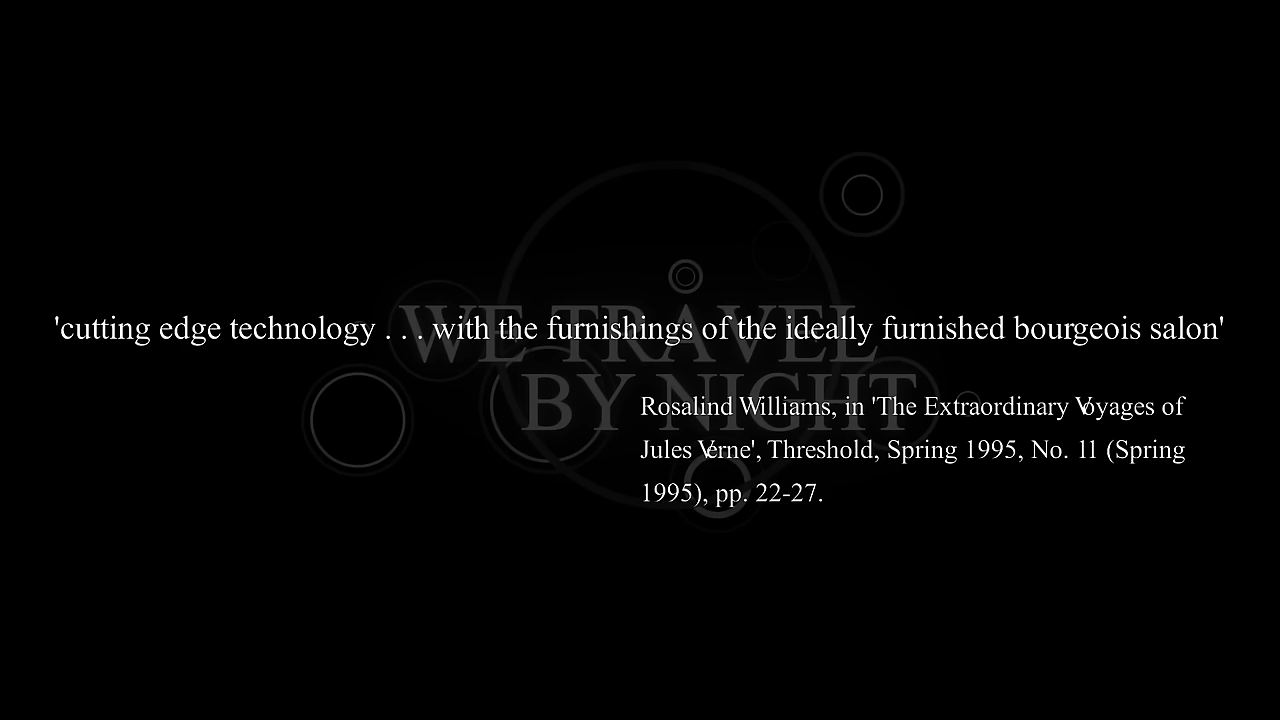 'cutting edge technology . . . with the furnishings of the ideally furnished bourgeois salon'
WE TRAVEL
BY NIGHT
Rosalind Williams, in 'The Extraordinary Voyages of
Jules Verne', Threshold, Spring 1995, No. 11 (Spring
1995), pp. 22-27.